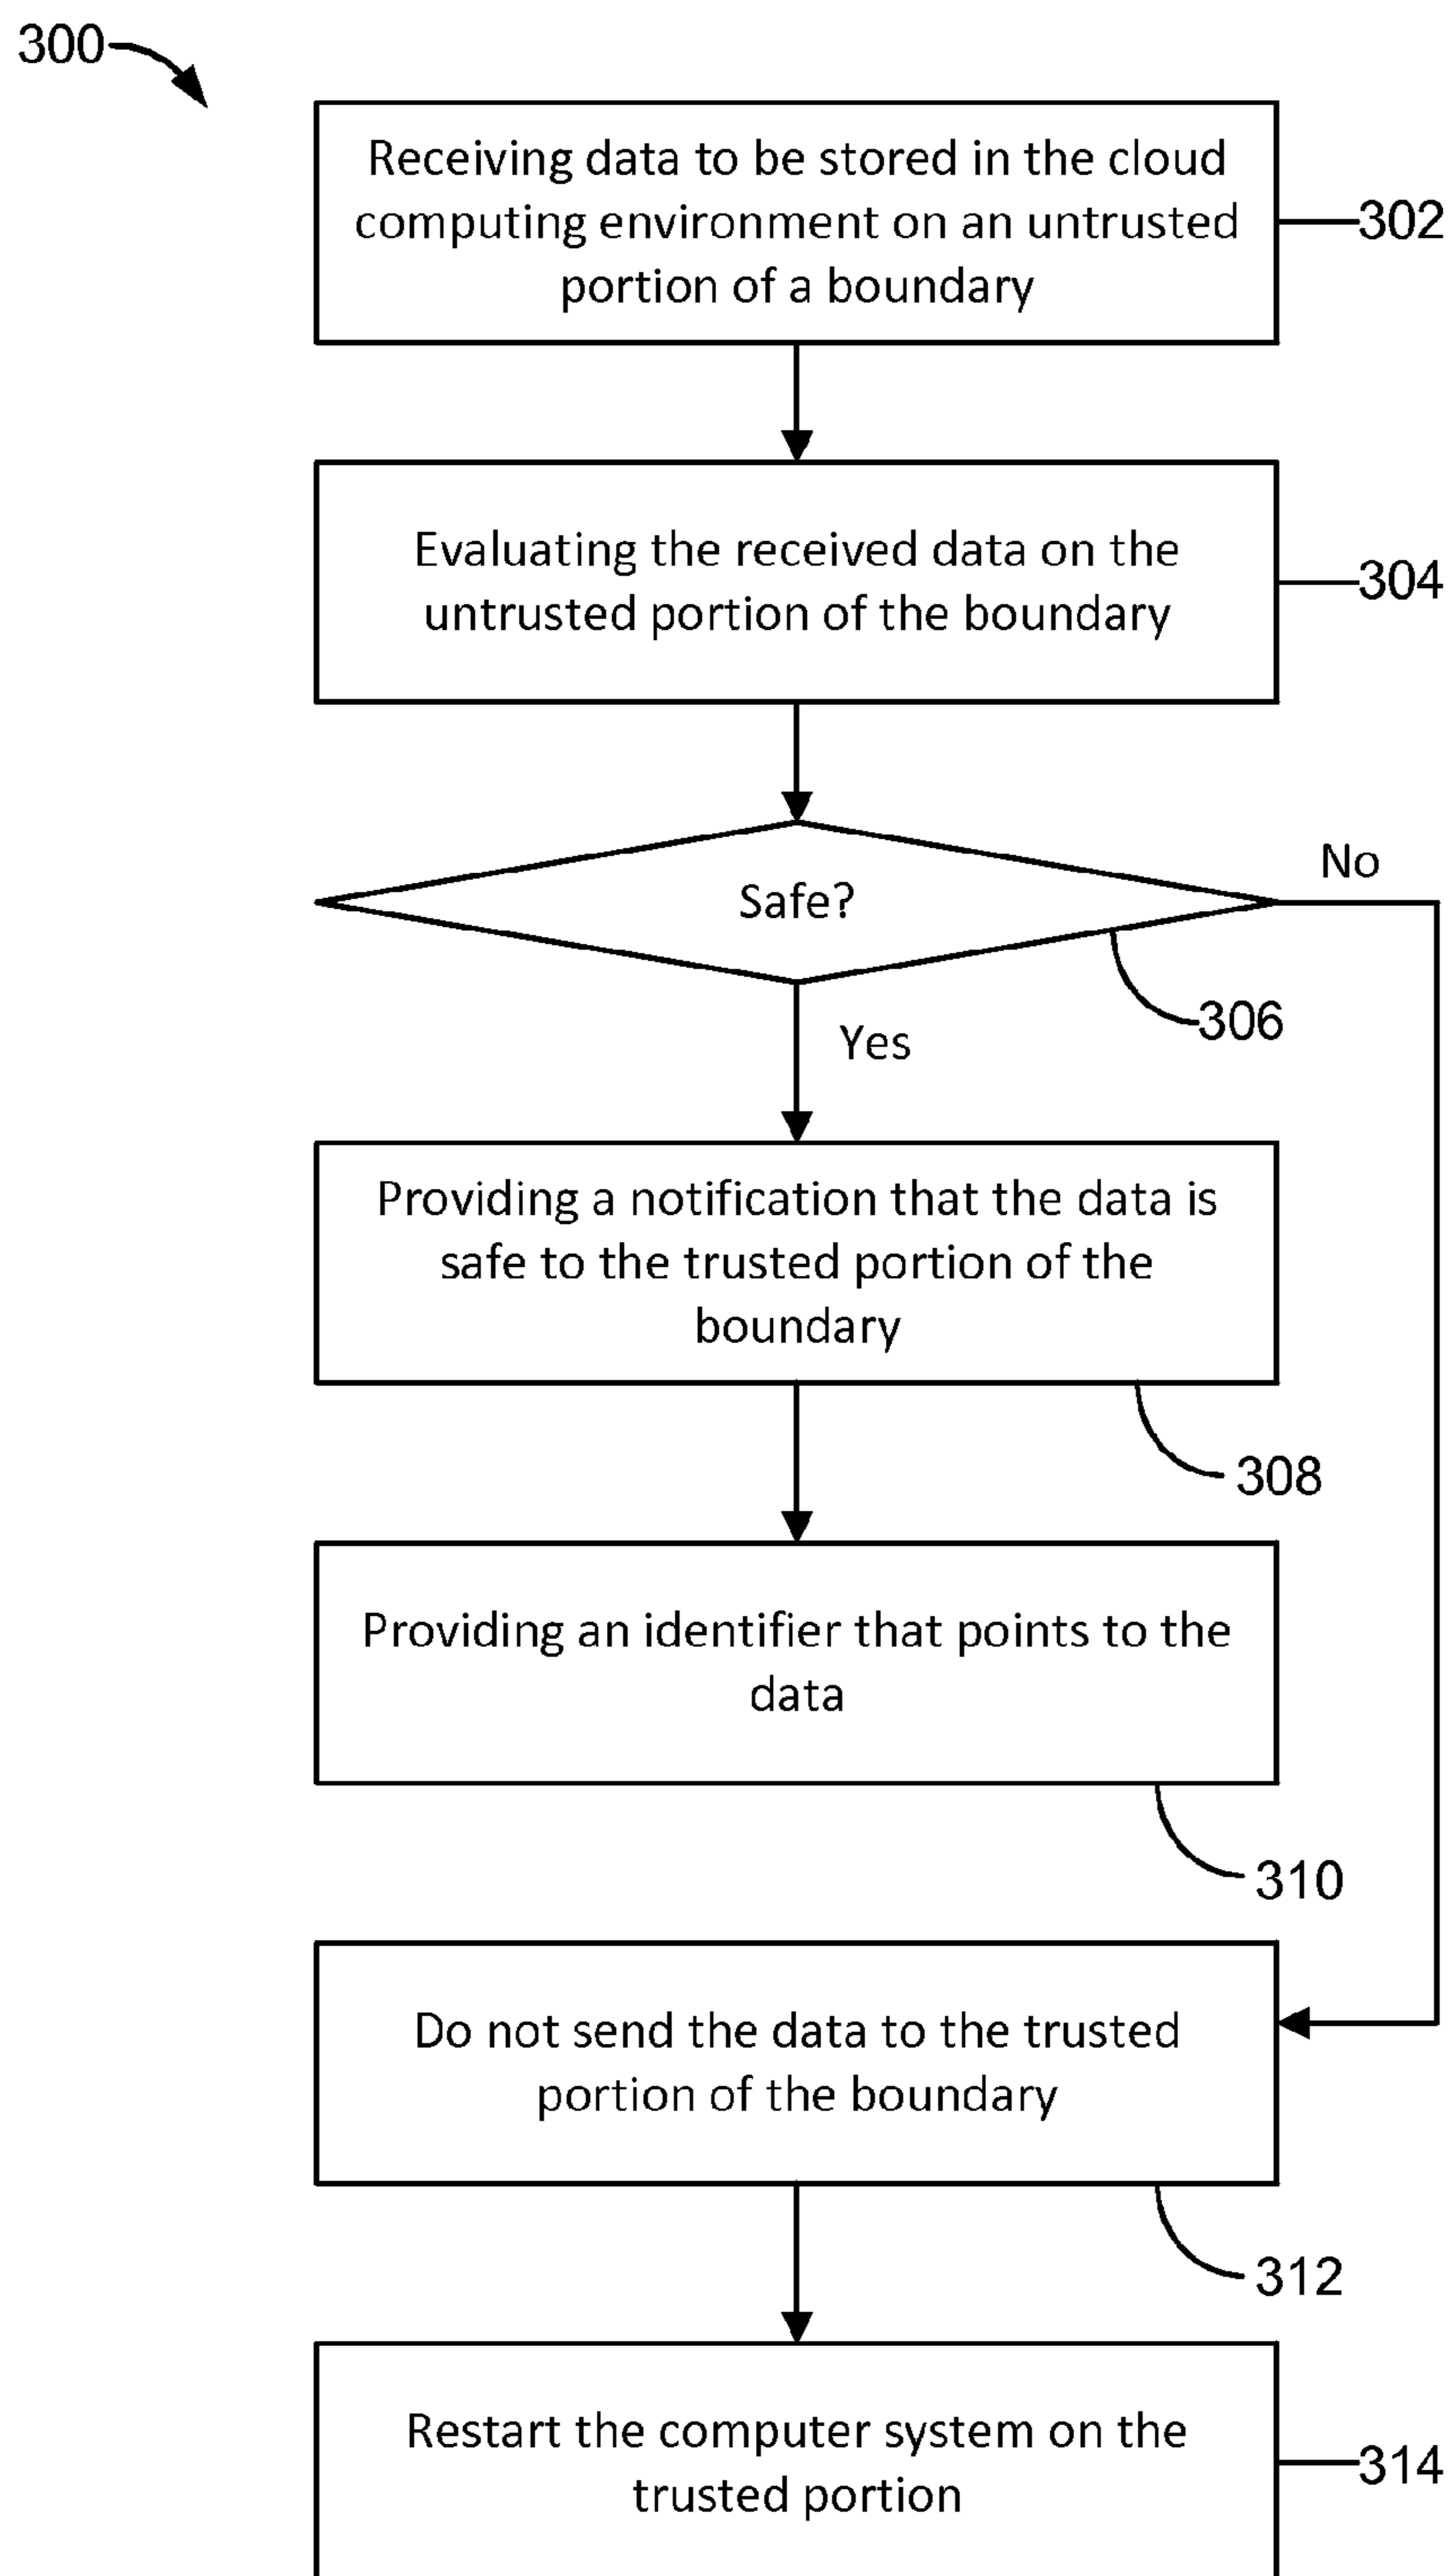 300
Receiving data to be stored in the cloud
computing environment on an untrusted
portion of a boundary
302
Evaluating the received data on the
untrusted portion of the boundary
304
Safe?
No
306
Yes
Providing a notification that the data is
safe to the trusted portion of the
boundary
308
Providing an identifier that points to the
data
310
Do not send the data to the trusted
portion of the boundary
312
Restart the computer system on the
trusted portion
314